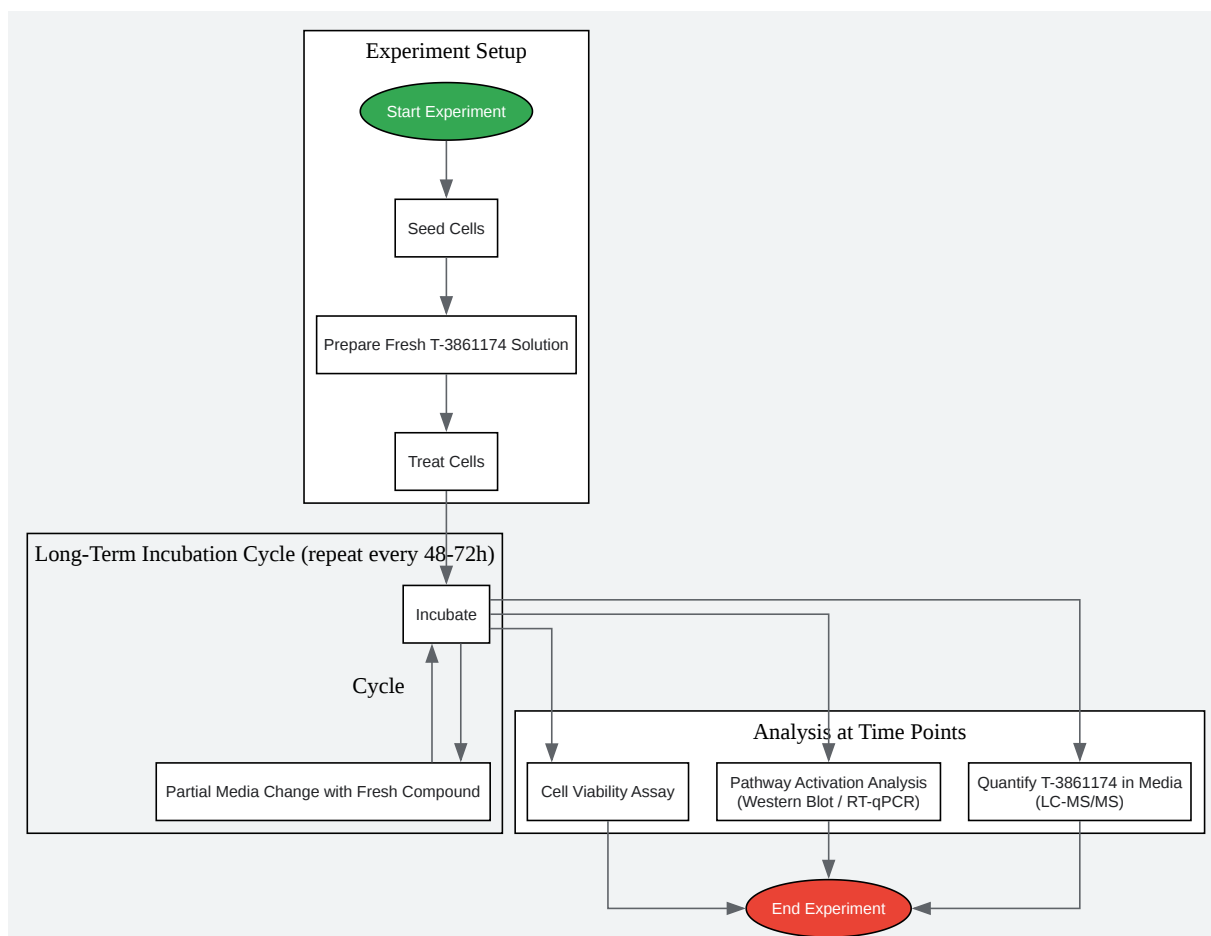 Experiment Setup
Start Experiment
Seed Cells
Prepare Fresh T-3861174 Solution
Treat Cells
Long-Term Incubation Cycle (repeat every 48-72h)
Incubate
Cycle
Partial Media Change with Fresh Compound
Analysis at Time Points
Cell Viability Assay
Pathway Activation Analysis
(Western Blot / RT-qPCR)
Quantify T-3861174 in Media
(LC-MS/MS)
End Experiment